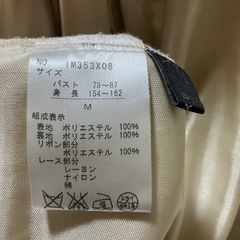 NO. IM353X08
サイズ
バスト 79~87
身長 154~162
M
組成表示
表地 ポリエステル 100%
裏地 ポリエステル 100%
リボン部分
ポリエステル 100%
レース部分
レーヨン
ナイロン
綿